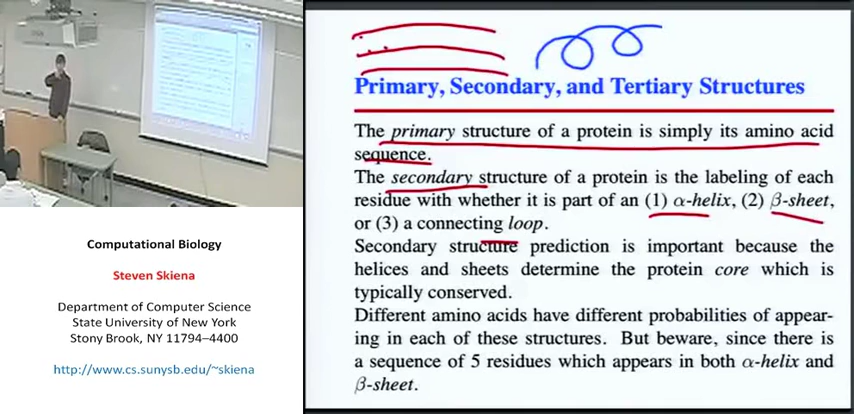 Primary, Secondary, and Tertiary Structures
The primary structure of a protein is simply its amino acid
sequence.
The secondary structure of a protein is the labeling of each
residue with whether it is part of an (1) α-helix, (2) β-sheet,
or (3) a connecting loop.
Secondary structure prediction is important because the
helices and sheets determine the protein core which is
typically conserved.
Different amino acids have different probabilities of appear-
ing in each of these structures. But beware, since there is
a sequence of 5 residues which appears in both α-helix and
β-sheet.
Computational Biology
Steven Skiena
Department of Computer Science
State University of New York
Stony Brook, NY 11794–4400
http://www.cs.sunysb.edu/~skiena